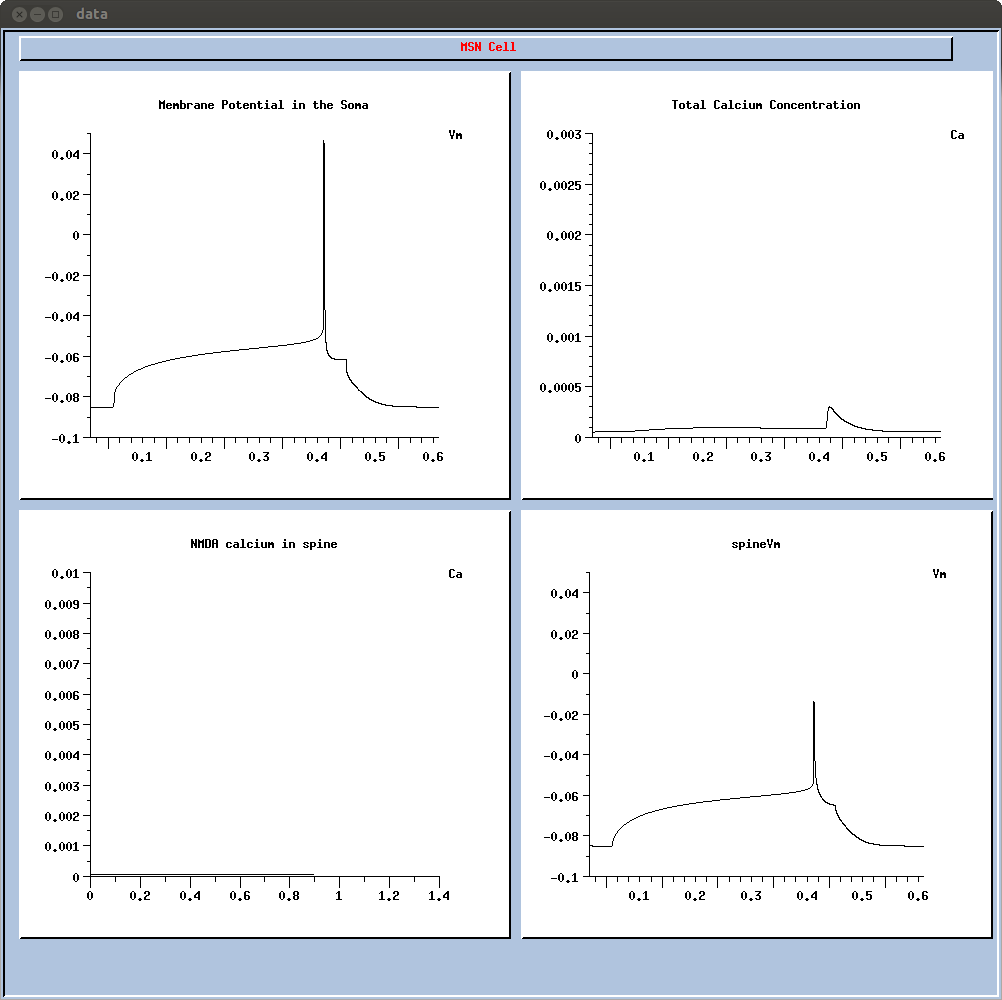 data
MSN Cell
Membrane Potential in the Soma
Vm
0.04
0.02
0
-0.02
-0.04
-0.06
-0.08
-0.1
0.1 0.2 0.3 0.4 0.5 0.6
Total Calcium Concentration
Ca
0.003
0.0025
0.002
0.0015
0.001
0.0005
0
0.1 0.2 0.3 0.4 0.5 0.6
NMDA calcium in spine
Ca
0.01
0.009
0.008
0.007
0.006
0.005
0.004
0.003
0.002
0.001
0
0 0.2 0.4 0.6 0.8 1 1.2 1.4
spineVm
Vm
0.04
0.02
0
-0.02
-0.04
-0.06
-0.08
-0.1
0.1 0.2 0.3 0.4 0.5 0.6